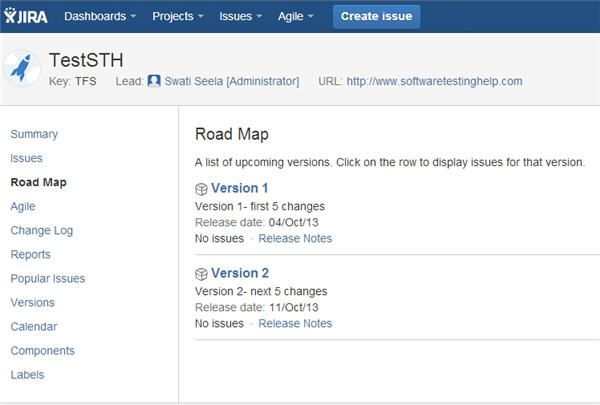 JIRA Dashboards Projects Issues Agile Create issue
TestSTH
Key: TFS · Lead: Swati Seela [Administrator] · URL: http://www.softwaretestinghelp.com
Summary
Issues
Road Map
Agile
Change Log
Reports
Popular Issues
Versions
Calendar
Components
Labels
Road Map
A list of upcoming versions. Click on the row to display issues for that version.
Version 1
Version 1- first 5 changes
Release date: 04/Oct/13
No issues · Release Notes
Version 2
Version 2- next 5 changes
Release date: 11/Oct/13
No issues · Release Notes